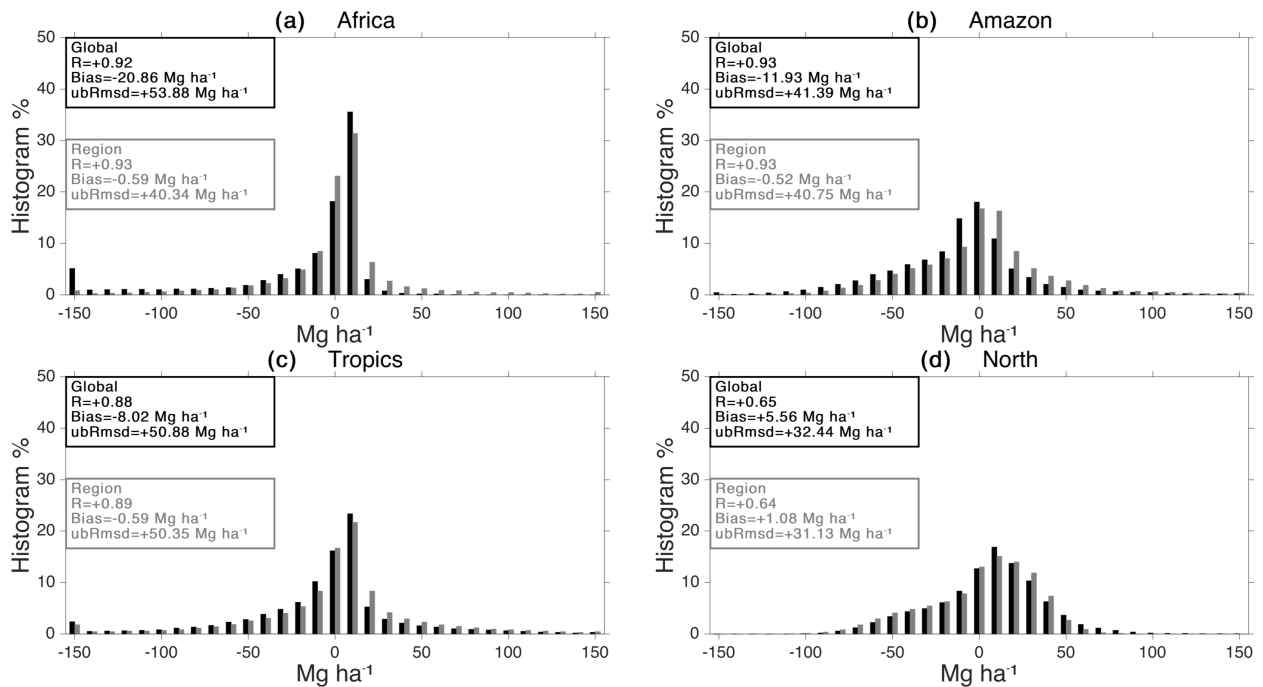 (a) Africa
50
40
30
20
10
0
Histogram %
Global
R=+0.92
Bias=-20.86 Mg ha⁻¹
ubRmsd=+53.88 Mg ha⁻¹
Region
R=+0.93
Bias=-0.59 Mg ha⁻¹
ubRmsd=+40.34 Mg ha⁻¹
-150 -100 -50 0 50 100 150
Mg ha⁻¹
(b) Amazon
50
40
30
20
10
0
Histogram %
Global
R=+0.93
Bias=-11.93 Mg ha⁻¹
ubRmsd=+41.39 Mg ha⁻¹
Region
R=+0.93
Bias=-0.52 Mg ha⁻¹
ubRmsd=+40.75 Mg ha⁻¹
-150 -100 -50 0 50 100 150
Mg ha⁻¹
(c) Tropics
50
40
30
20
10
0
Histogram %
Global
R=+0.88
Bias=-8.02 Mg ha⁻¹
ubRmsd=+50.88 Mg ha⁻¹
Region
R=+0.89
Bias=-0.59 Mg ha⁻¹
ubRmsd=+50.35 Mg ha⁻¹
-150 -100 -50 0 50 100 150
Mg ha⁻¹
(d) North
50
40
30
20
10
0
Histogram %
Global
R=+0.65
Bias=+5.56 Mg ha⁻¹
ubRmsd=+32.44 Mg ha⁻¹
Region
R=+0.64
Bias=+1.08 Mg ha⁻¹
ubRmsd=+31.13 Mg ha⁻¹
-150 -100 -50 0 50 100 150
Mg ha⁻¹